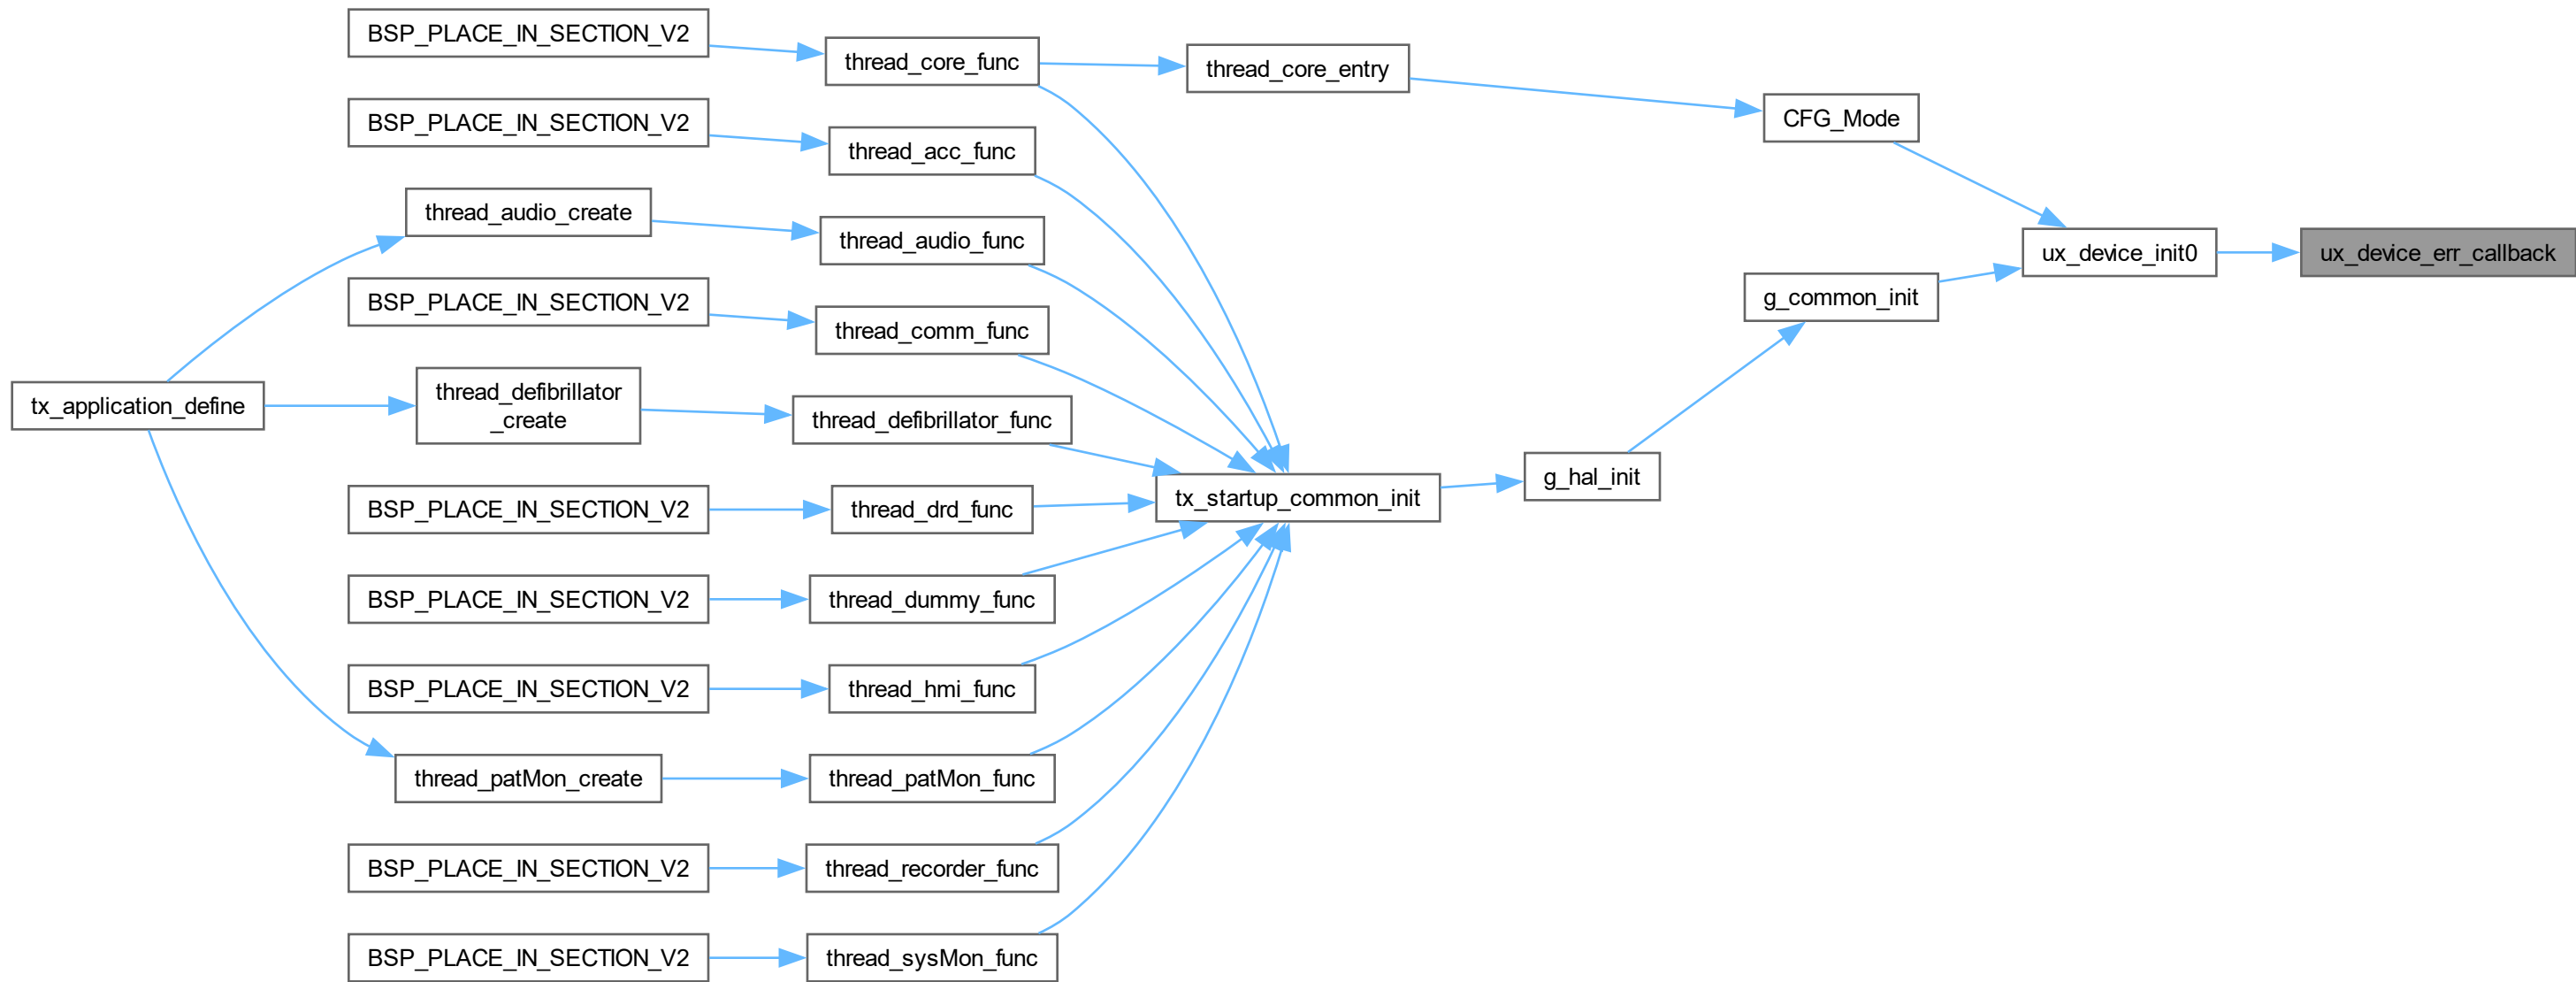 BSP_PLACE_IN_SECTION_V2
thread_core_func
thread_core_entry
CFG_Mode
BSP_PLACE_IN_SECTION_V2
thread_acc_func
thread_audio_create
thread_audio_func
ux_device_init0
ux_device_err_callback
g_common_init
BSP_PLACE_IN_SECTION_V2
thread_comm_func
tx_application_define
thread_defibrillator
_create
thread_defibrillator_func
g_hal_init
tx_startup_common_init
BSP_PLACE_IN_SECTION_V2
thread_drd_func
BSP_PLACE_IN_SECTION_V2
thread_dummy_func
BSP_PLACE_IN_SECTION_V2
thread_hmi_func
thread_patMon_create
thread_patMon_func
BSP_PLACE_IN_SECTION_V2
thread_recorder_func
BSP_PLACE_IN_SECTION_V2
thread_sysMon_func